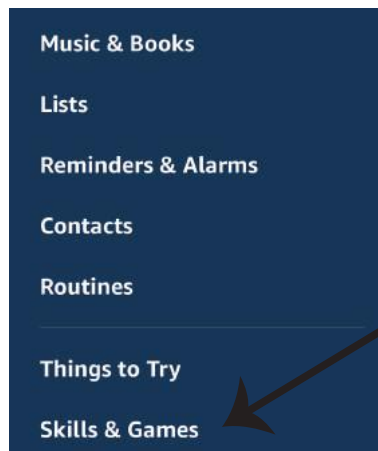 Music & Books
Lists
Reminders & Alarms
Contacts
Routines
Things to Try
Skills & Games